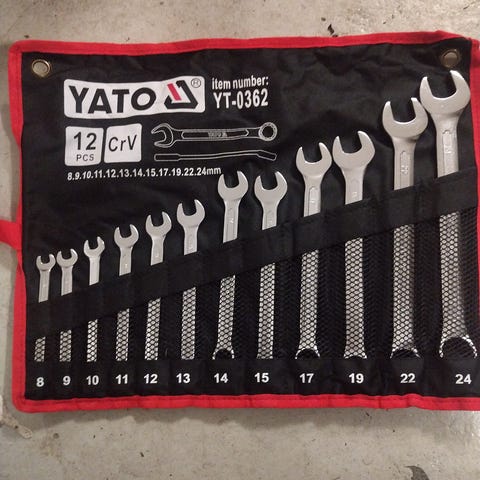 YATO ®
item number:
YT-0362
12
PCS
CrV
YATO
8.9.10.11.12.13.14.15.17.19.22.24mm
8 9 10 11 12 13 14 15 17 19 22 24